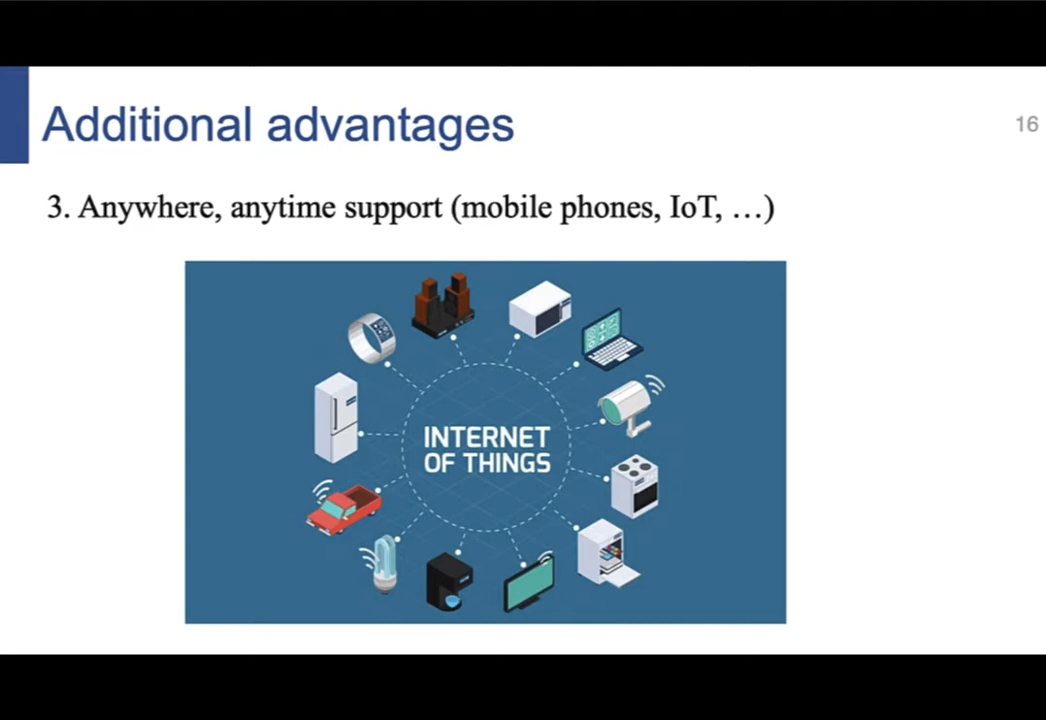 Additional advantages
16
3. Anywhere, anytime support (mobile phones, IoT, …)
INTERNET
OF THINGS